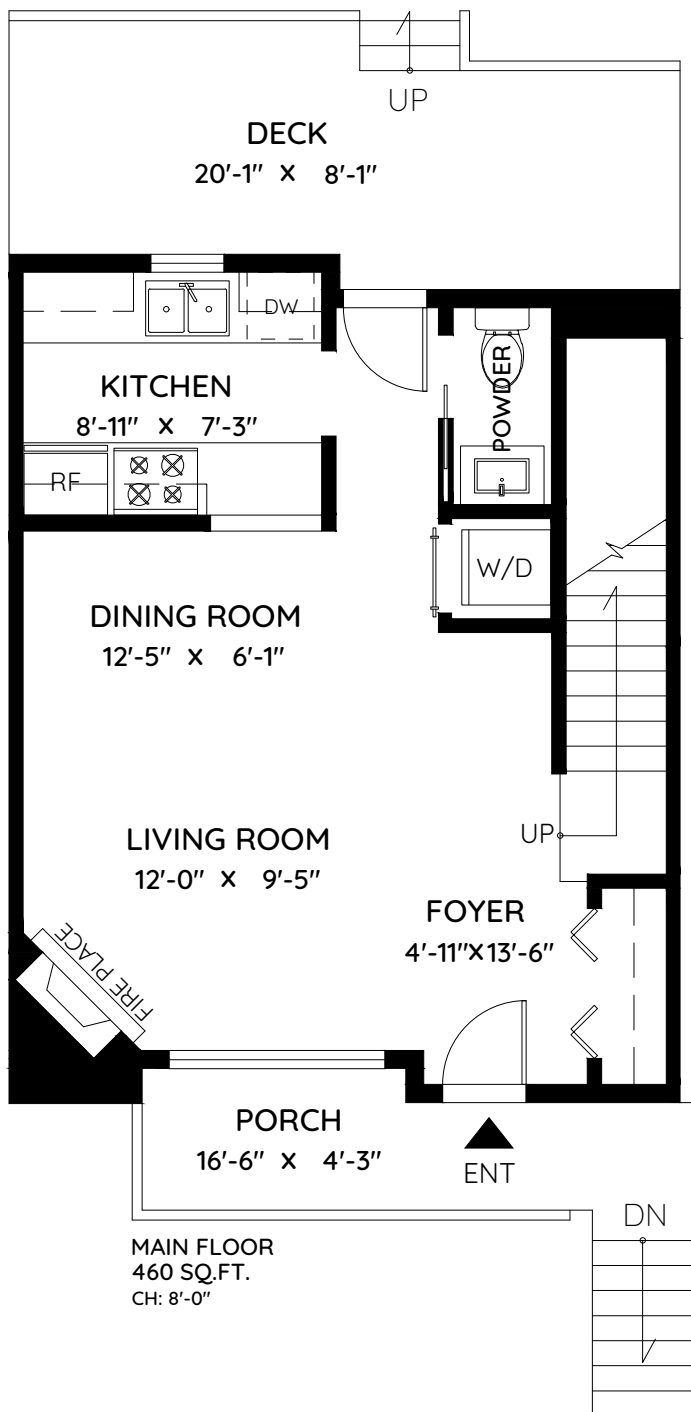 UP
DECK
20'-1" X 8'-1"
DW
KITCHEN
8'-11" X 7'-3"
POWDER
RF
W/D
DINING ROOM
12'-5" X 6'-1"
UP
LIVING ROOM
12'-0" X 9'-5"
FOYER
4'-11"X13'-6"
FIRE PLACE
PORCH
16'-6" X 4'-3"
ENT
DN
MAIN FLOOR
460 SQ.FT.
CH: 8'-0"